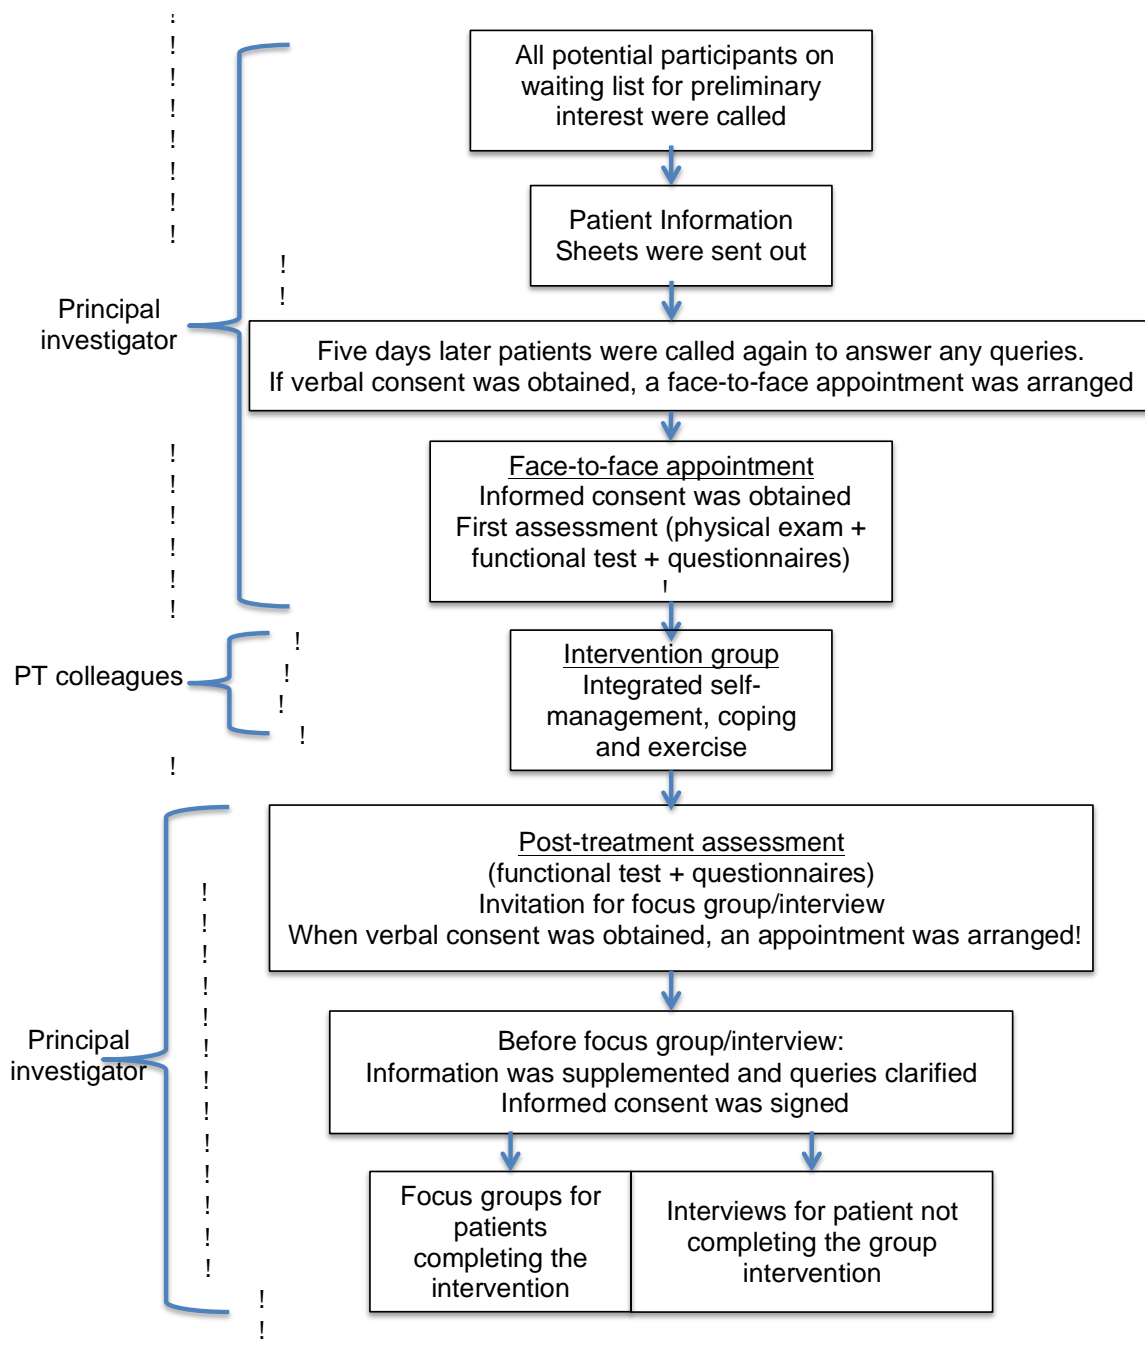 All potential participants on
waiting list for preliminary
interest were called
Patient Information
Sheets were sent out
Principal
investigator
Five days later patients were called again to answer any queries.
If verbal consent was obtained, a face-to-face appointment was arranged
Face-to-face appointment
Informed consent was obtained
First assessment (physical exam +
functional test + questionnaires)
!
PT colleagues
Intervention group
Integrated self-
management, coping
and exercise
Post-treatment assessment
(functional test + questionnaires)
Invitation for focus group/interview
When verbal consent was obtained, an appointment was arranged!
Principal
investigator
Before focus group/interview:
Information was supplemented and queries clarified
Informed consent was signed
Focus groups for
patients
completing the
intervention
Interviews for patient not
completing the group
intervention